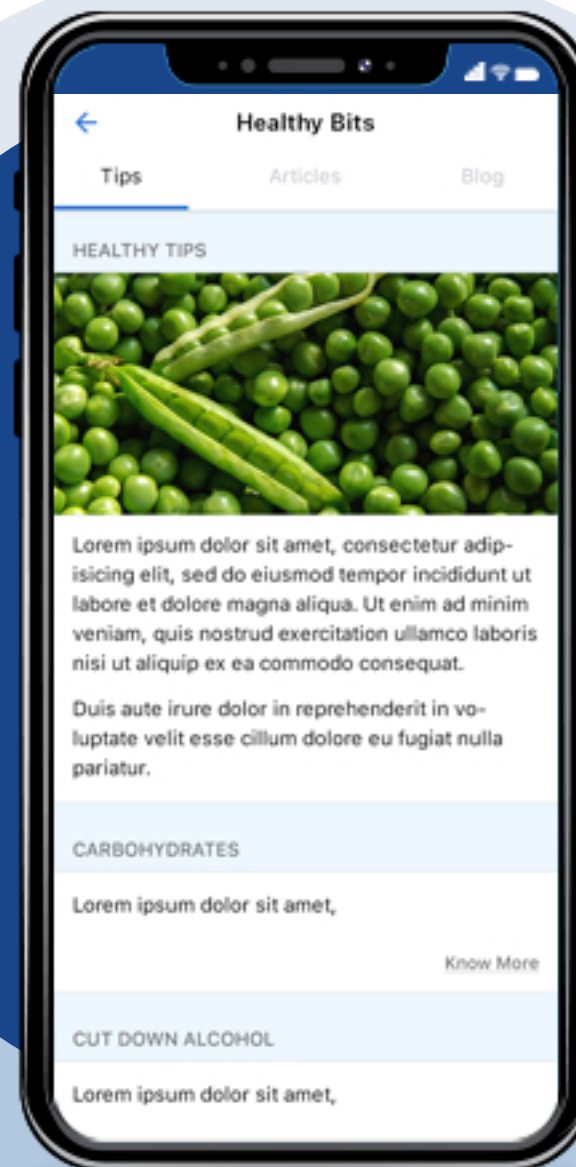 Healthy Bits
Tips Articles Blog
HEALTHY TIPS
Lorem ipsum dolor sit amet, consectetur adip-
isicing elit, sed do eiusmod tempor incididunt ut
labore et dolore magna aliqua. Ut enim ad minim
veniam, quis nostrud exercitation ullamco laboris
nisi ut aliquip ex ea commodo consequat.
Duis aute irure dolor in reprehenderit in vo-
luptate velit esse cillum dolore eu fugiat nulla
pariatur.
CARBOHYDRATES
Lorem ipsum dolor sit amet,
Know More
CUT DOWN ALCOHOL
Lorem ipsum dolor sit amet,